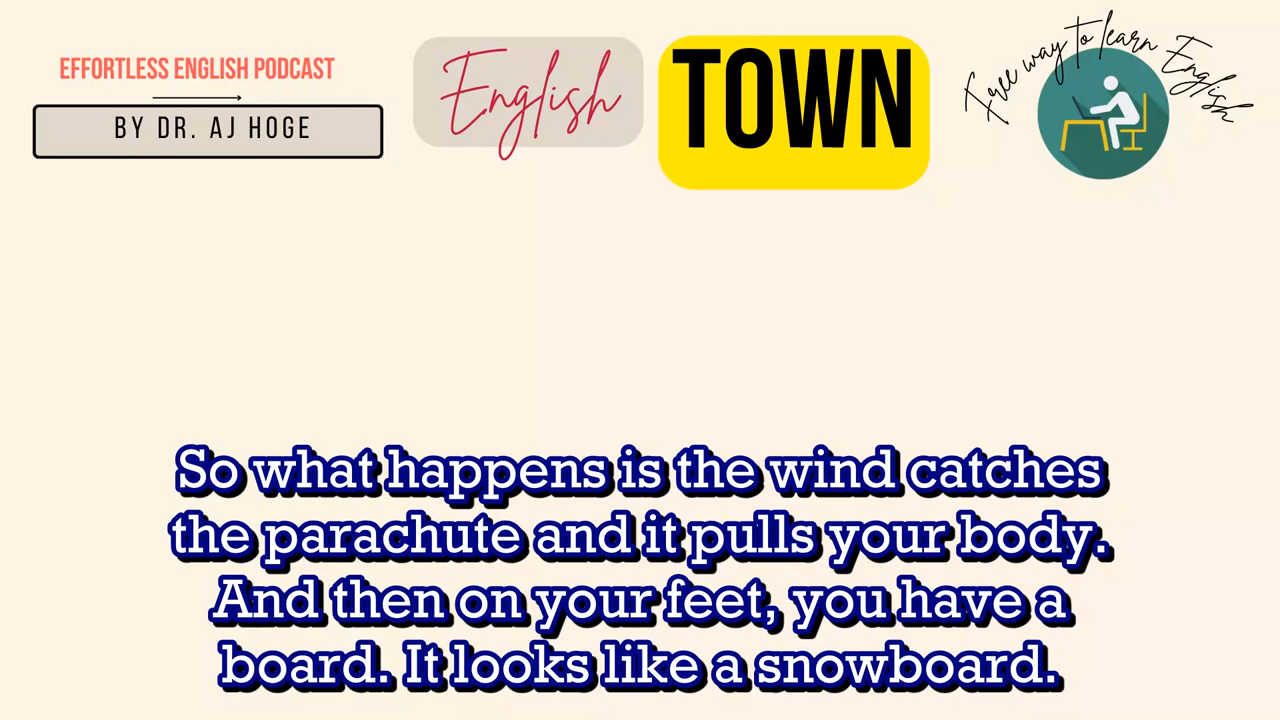 EFFORTLESS ENGLISH PODCAST
BY DR. AJ HOGE
English
TOWN
Free way to learn English
So what happens is the wind catches
the parachute and it pulls your body.
And then on your feet, you have a
board. It looks like a snowboard.